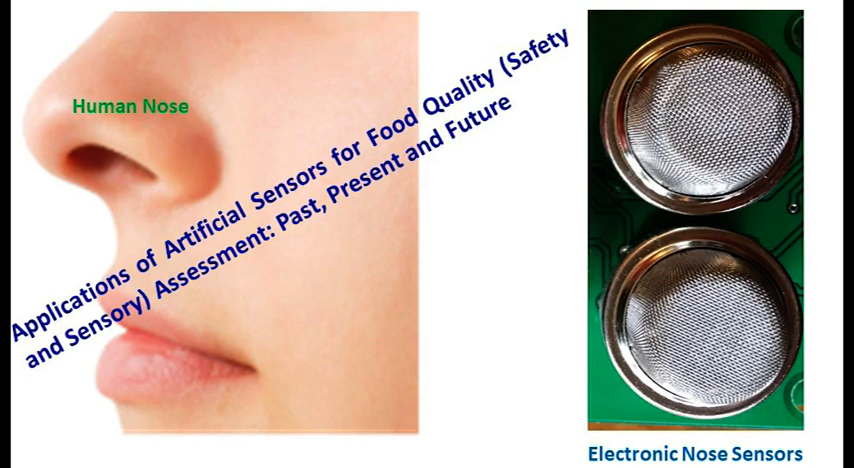 Human Nose
Applications of Artificial Sensors for Food Quality (Safety
and Sensory) Assessment: Past, Present and Future
Electronic Nose Sensors